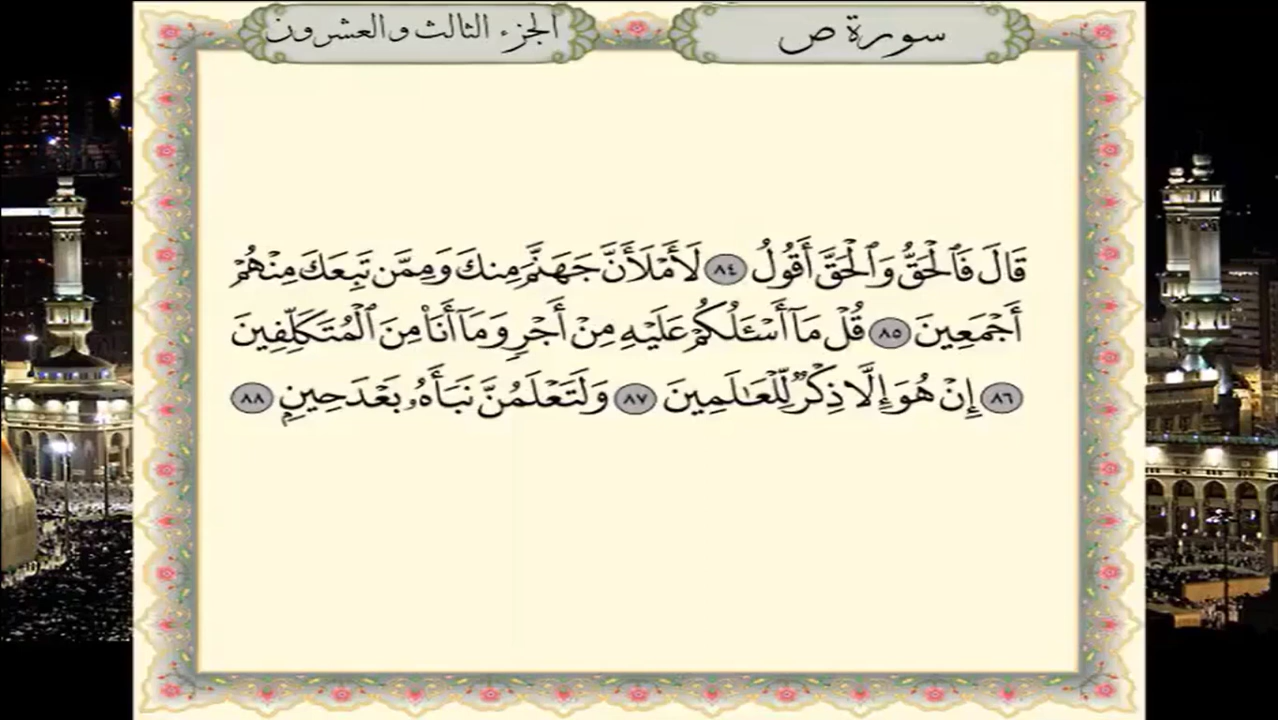 سورة ص
الجزء الثالث والعشرون
قَالَ فَٱلْحَقُّ وَٱلْحَقَّ أَقُولُ ٨٤ لَأَمْلَأَنَّ جَهَنَّمَ مِنكَ وَمِمَّن تَبِعَكَ مِنْهُمْ
أَجْمَعِينَ ٨٥ قُلْ مَآ أَسْـَٔلُكُمْ عَلَيْهِ مِنْ أَجْرٍ وَمَآ أَنَا۠ مِنَ ٱلْمُتَكَلِّفِينَ
٨٦ إِنْ هُوَ إِلَّا ذِكْرٌ لِّلْعَـٰلَمِينَ ٨٧ وَلَتَعْلَمُنَّ نَبَأَهُۥ بَعْدَ حِينٍۭ ٨٨